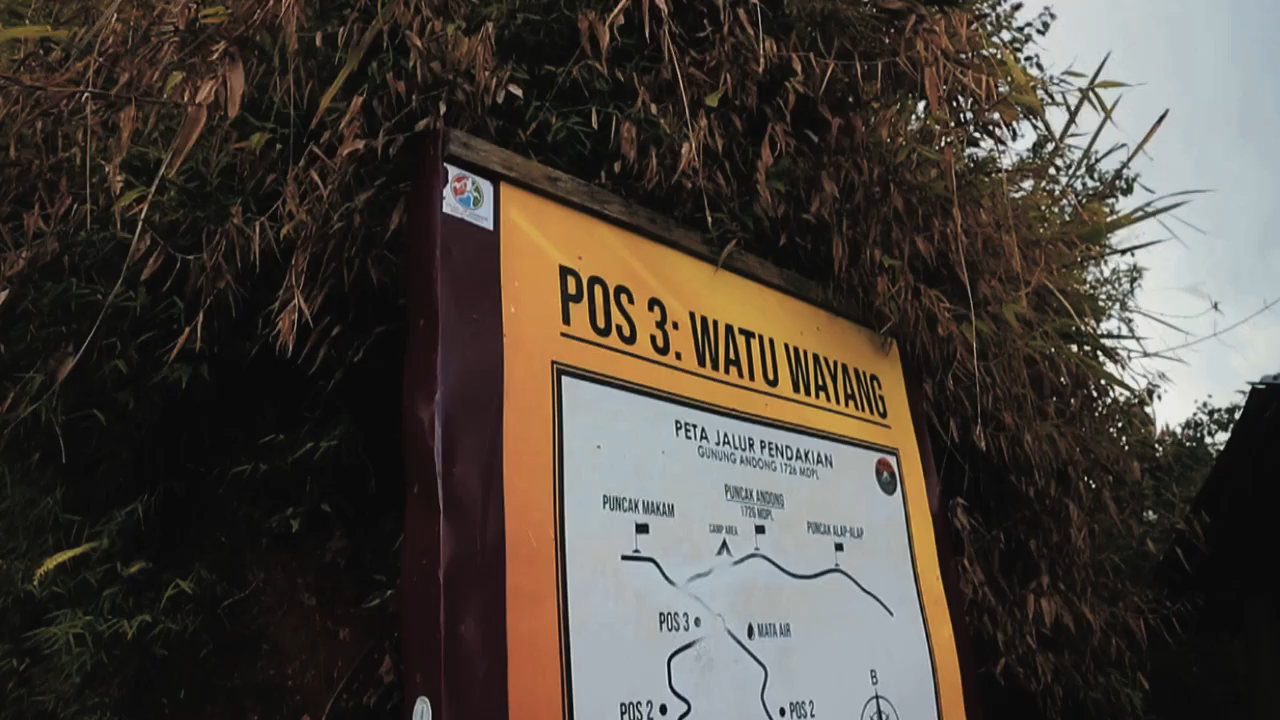 POS 3: WATU WAYANG
PETA JALUR PENDAKIAN
GUNUNG ANDONG 1726 MDPL
PUNCAK MAKAM
PUNCAK ANDONG
1726 MDPL
CAMP AREA
PUNCAK ALAP-ALAP
POS 3
MATA AIR
POS 2
POS 2
B